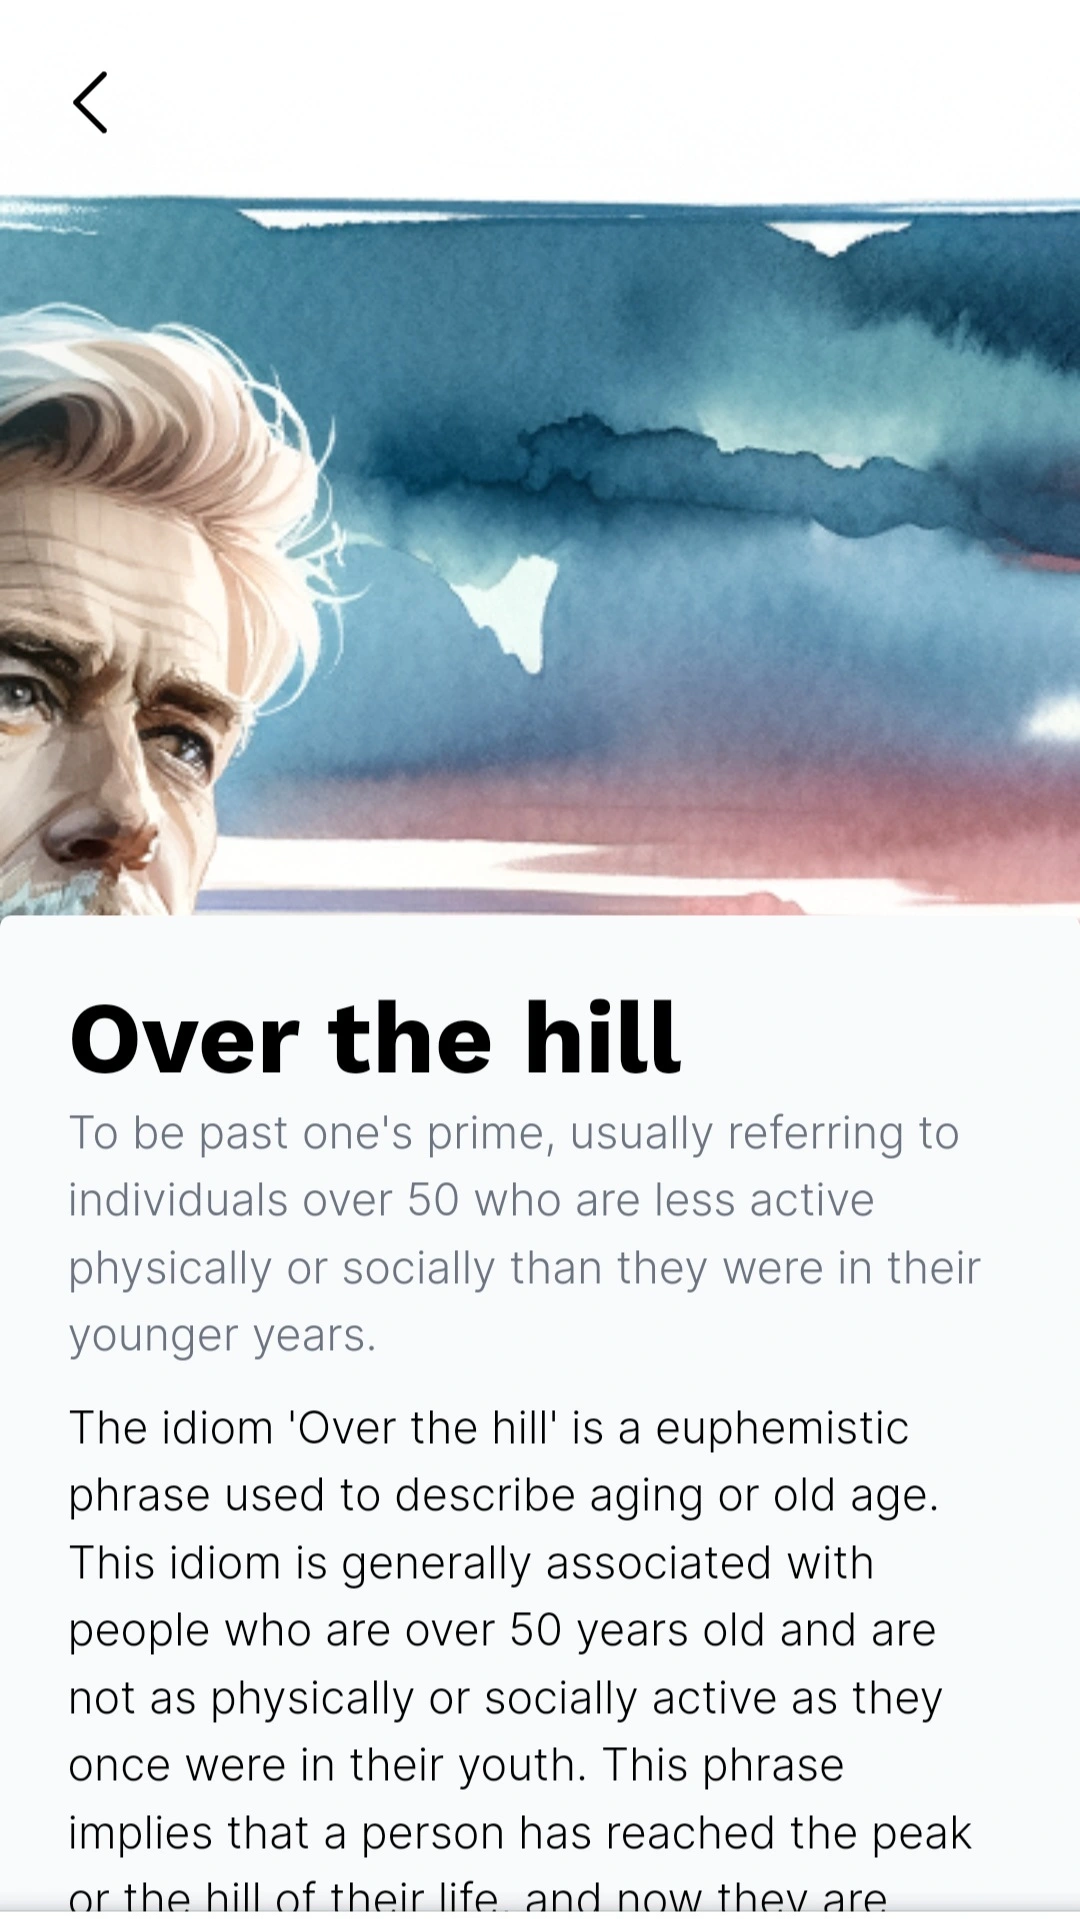 Over the hill
To be past one's prime, usually referring to
individuals over 50 who are less active
physically or socially than they were in their
younger years.
The idiom 'Over the hill' is a euphemistic
phrase used to describe aging or old age.
This idiom is generally associated with
people who are over 50 years old and are
not as physically or socially active as they
once were in their youth. This phrase
implies that a person has reached the peak
or the hill of their life, and now they are